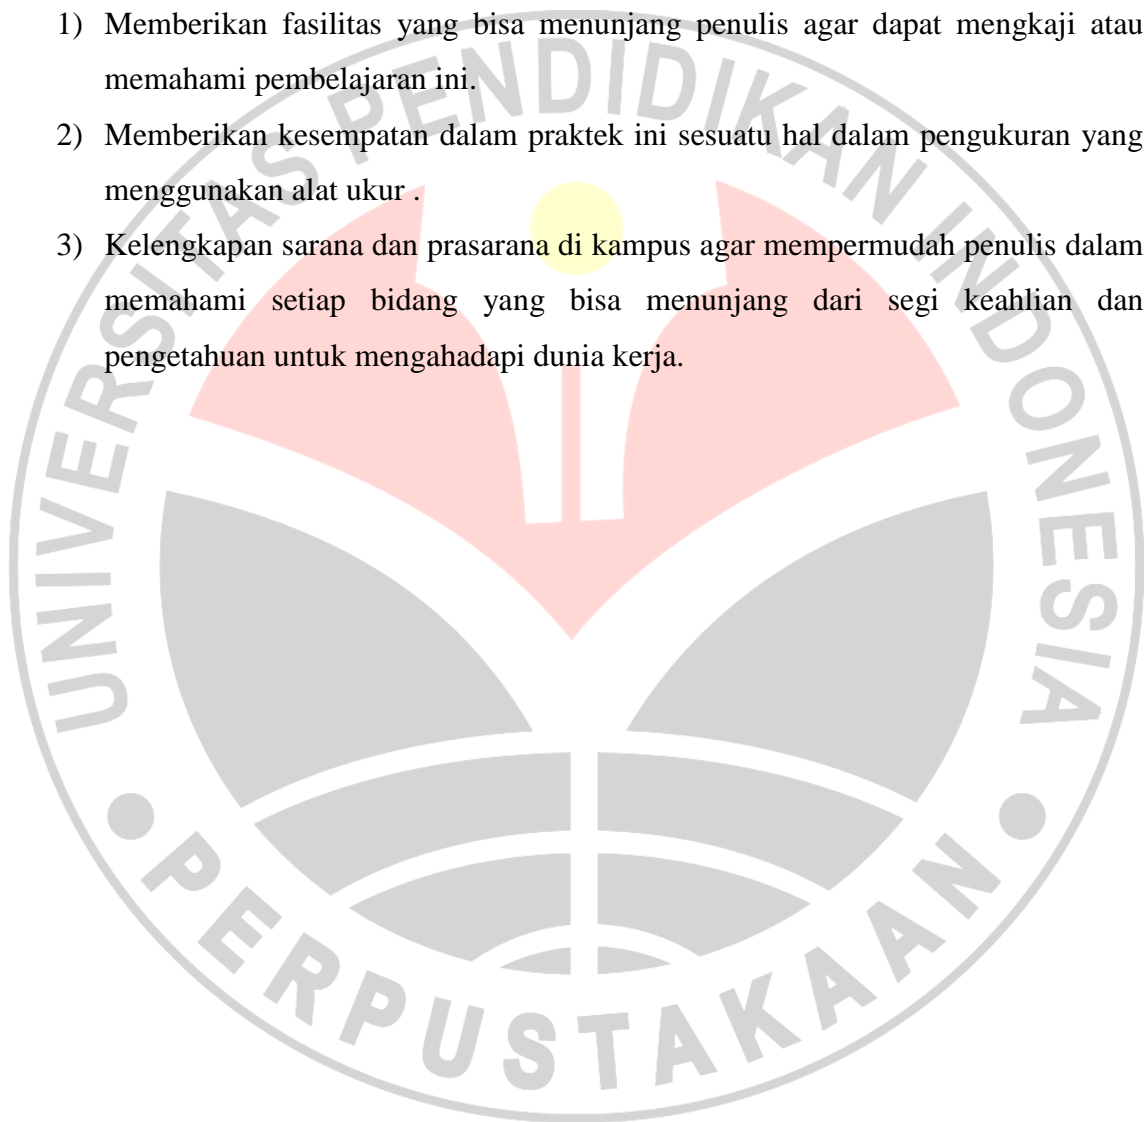 1) Memberikan fasilitas yang bisa menunjang penulis agar dapat mengkaji atau
memahami pembelajaran ini.
2) Memberikan kesempatan dalam praktek ini sesuatu hal dalam pengukuran yang
menggunakan alat ukur .
3) Kelengkapan sarana dan prasarana di kampus agar mempermudah penulis dalam
memahami setiap bidang yang bisa menunjang dari segi keahlian dan
pengetahuan untuk mengahadapi dunia kerja.
UNIVERSITAS PENDIDIKAN INDONESIA
PERPUSTAKAAN